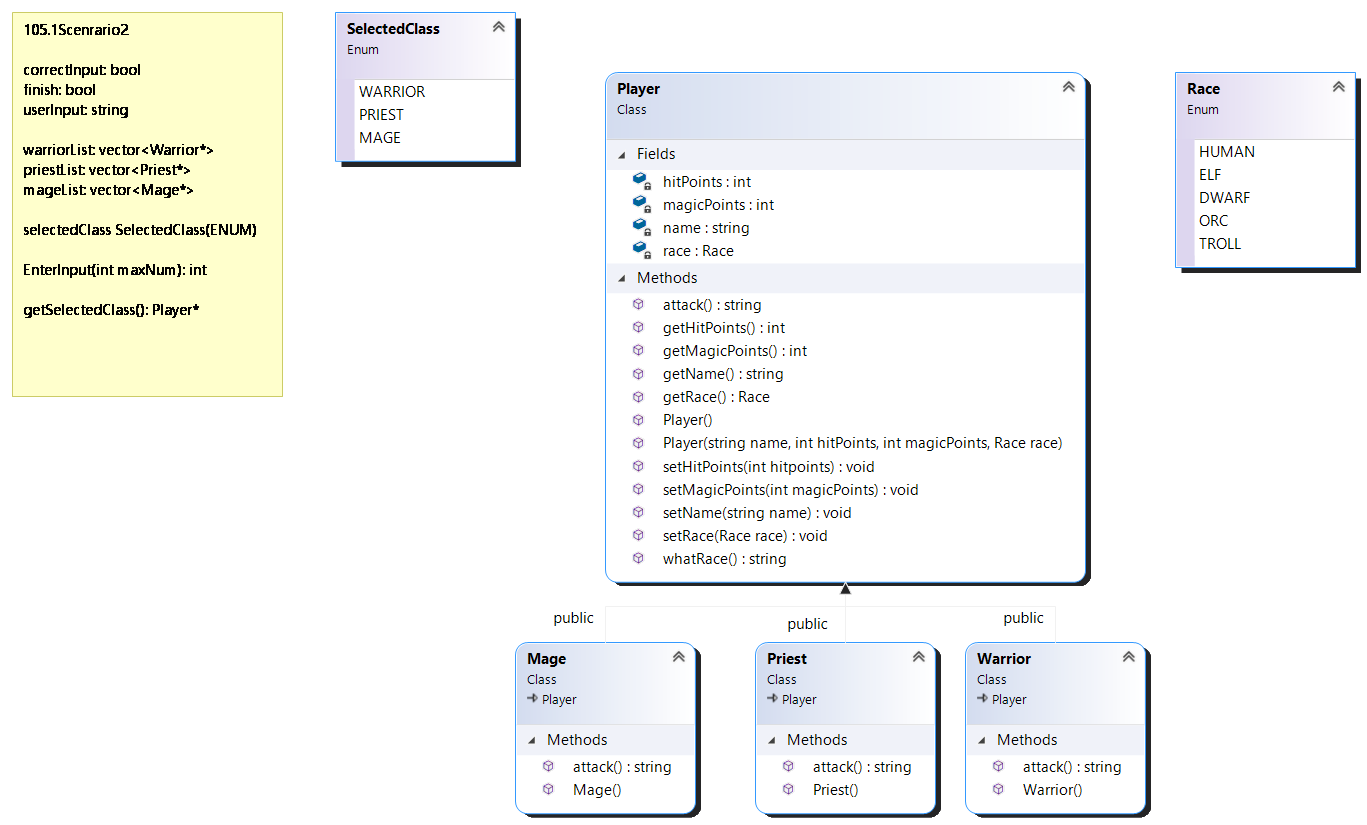 105.1Scenrario2
correctInput: bool
finish: bool
userInput: string
warriorList: vector<Warrior*>
priestList: vector<Priest*>
mageList: vector<Mage*>
selectedClass SelectedClass(ENUM)
EnterInput(int maxNum): int
getSelectedClass(): Player*
SelectedClass
Enum
WARRIOR
PRIEST
MAGE
Player
Class
Fields
hitPoints : int
magicPoints : int
name : string
race : Race
Methods
attack() : string
getHitPoints() : int
getMagicPoints() : int
getName() : string
getRace() : Race
Player()
Player(string name, int hitPoints, int magicPoints, Race race)
setHitPoints(int hitpoints) : void
setMagicPoints(int magicPoints) : void
setName(string name) : void
setRace(Race race) : void
whatRace() : string
Race
Enum
HUMAN
ELF
DWARF
ORC
TROLL
public
public
public
Mage
Class
Player
Methods
attack() : string
Mage()
Priest
Class
Player
Methods
attack() : string
Priest()
Warrior
Class
Player
Methods
attack() : string
Warrior()